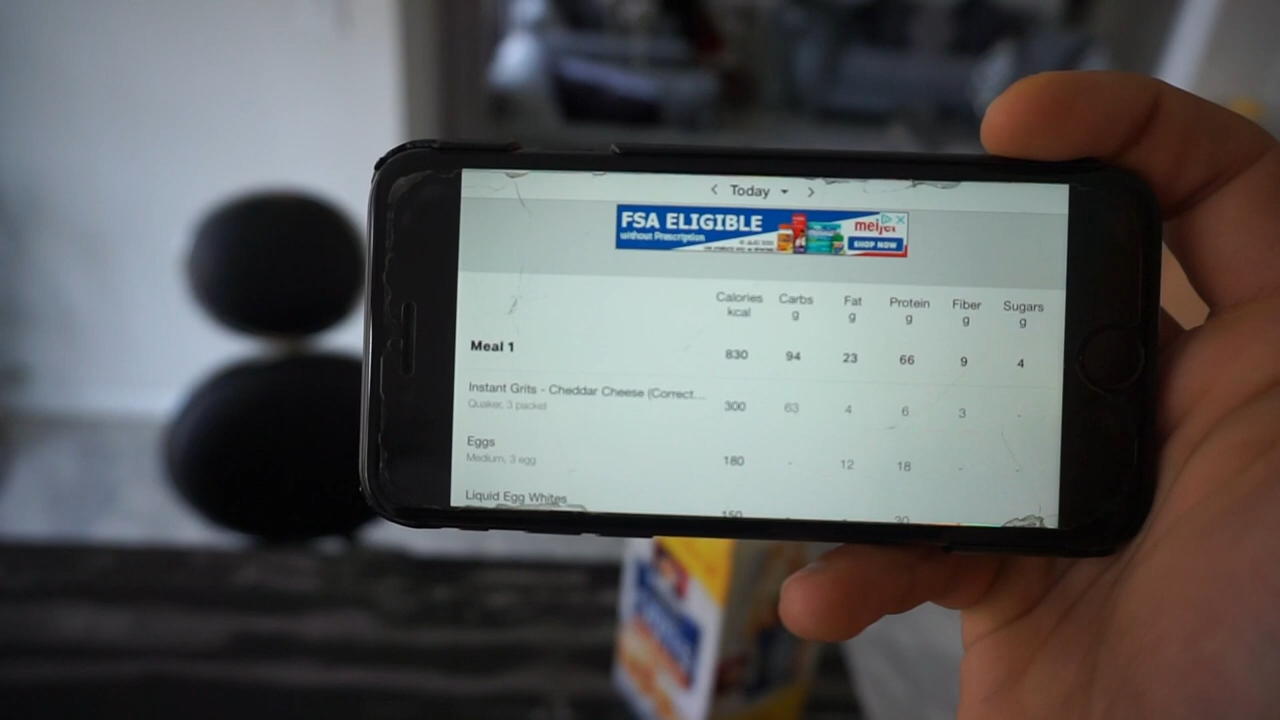 Today
FSA ELIGIBLE
without Prescription
meijer
SHOP NOW
Calories Carbs Fat Protein Fiber Sugars
kcal g g g g g
Meal 1 830 94 23 66 9 4
Instant Grits - Cheddar Cheese (Correct... 300 63 4 6 3 -
Quaker, 3 packet
Eggs 180 - 12 18 - -
Medium, 3 egg
Liquid Egg Whites 150 - - 30 - -